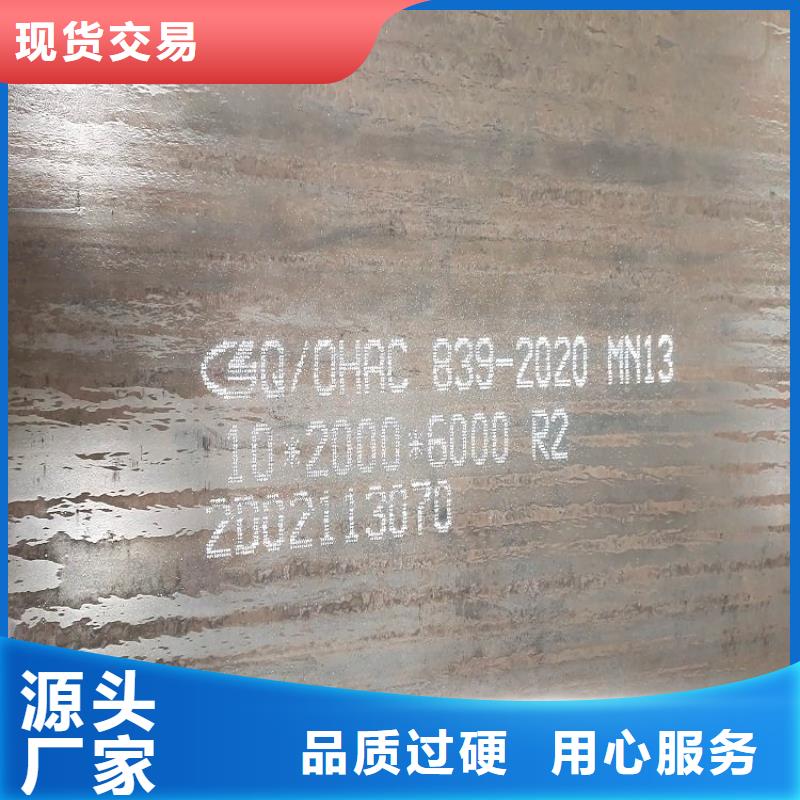 现货交易
Q/OHAC 839-2020 MN13
10*2000*6000 R2
2D02113070
源头
厂家
品质过硬 用心服务